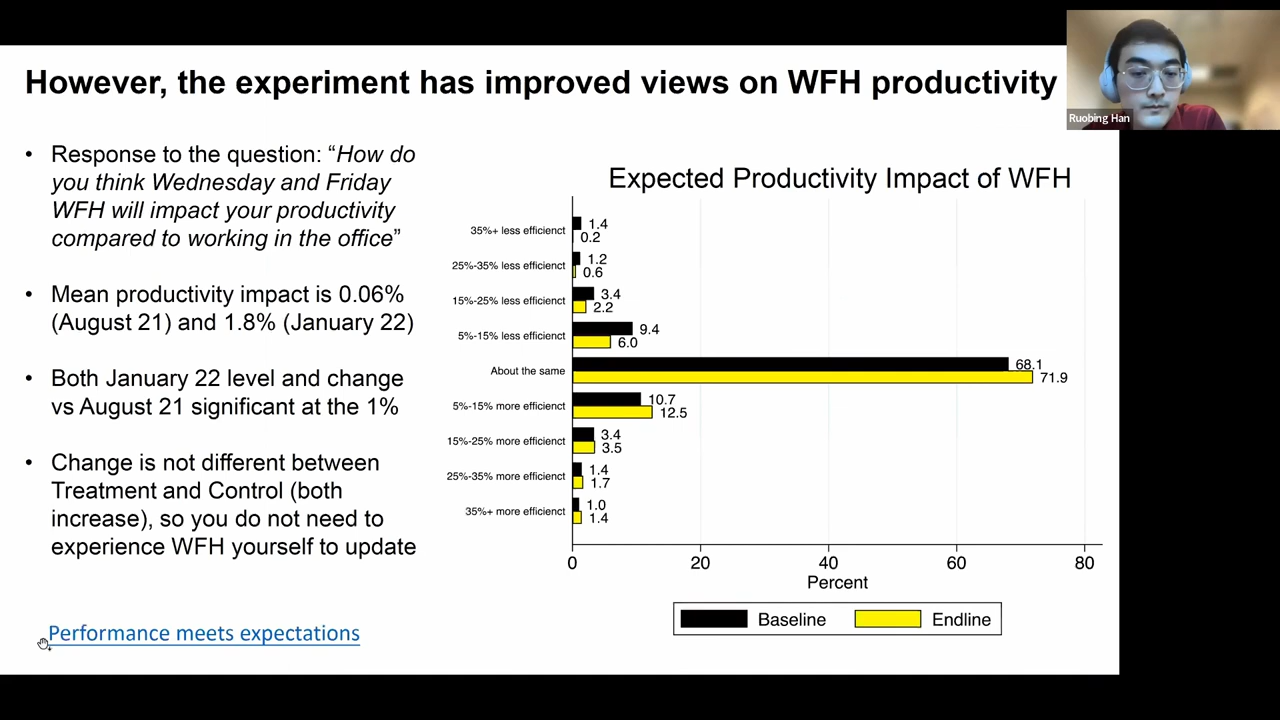 However, the experiment has improved views on WFH productivity
Ruobing Han
• Response to the question: “How do
you think Wednesday and Friday
WFH will impact your productivity
compared to working in the office”
• Mean productivity impact is 0.06%
(August 21) and 1.8% (January 22)
• Both January 22 level and change
vs August 21 significant at the 1%
• Change is not different between
Treatment and Control (both
increase), so you do not need to
experience WFH yourself to update
Performance meets expectations
Expected Productivity Impact of WFH
35%+ less efficienct
1.4
0.2
25%-35% less efficienct
1.2
0.6
15%-25% less efficienct
3.4
2.2
5%-15% less efficienct
9.4
6.0
About the same
68.1
71.9
5%-15% more efficienct
10.7
12.5
15%-25% more efficienct
3.4
3.5
25%-35% more efficienct
1.4
1.7
35%+ more efficienct
1.0
1.4
0 20 40 60 80
Percent
Baseline Endline